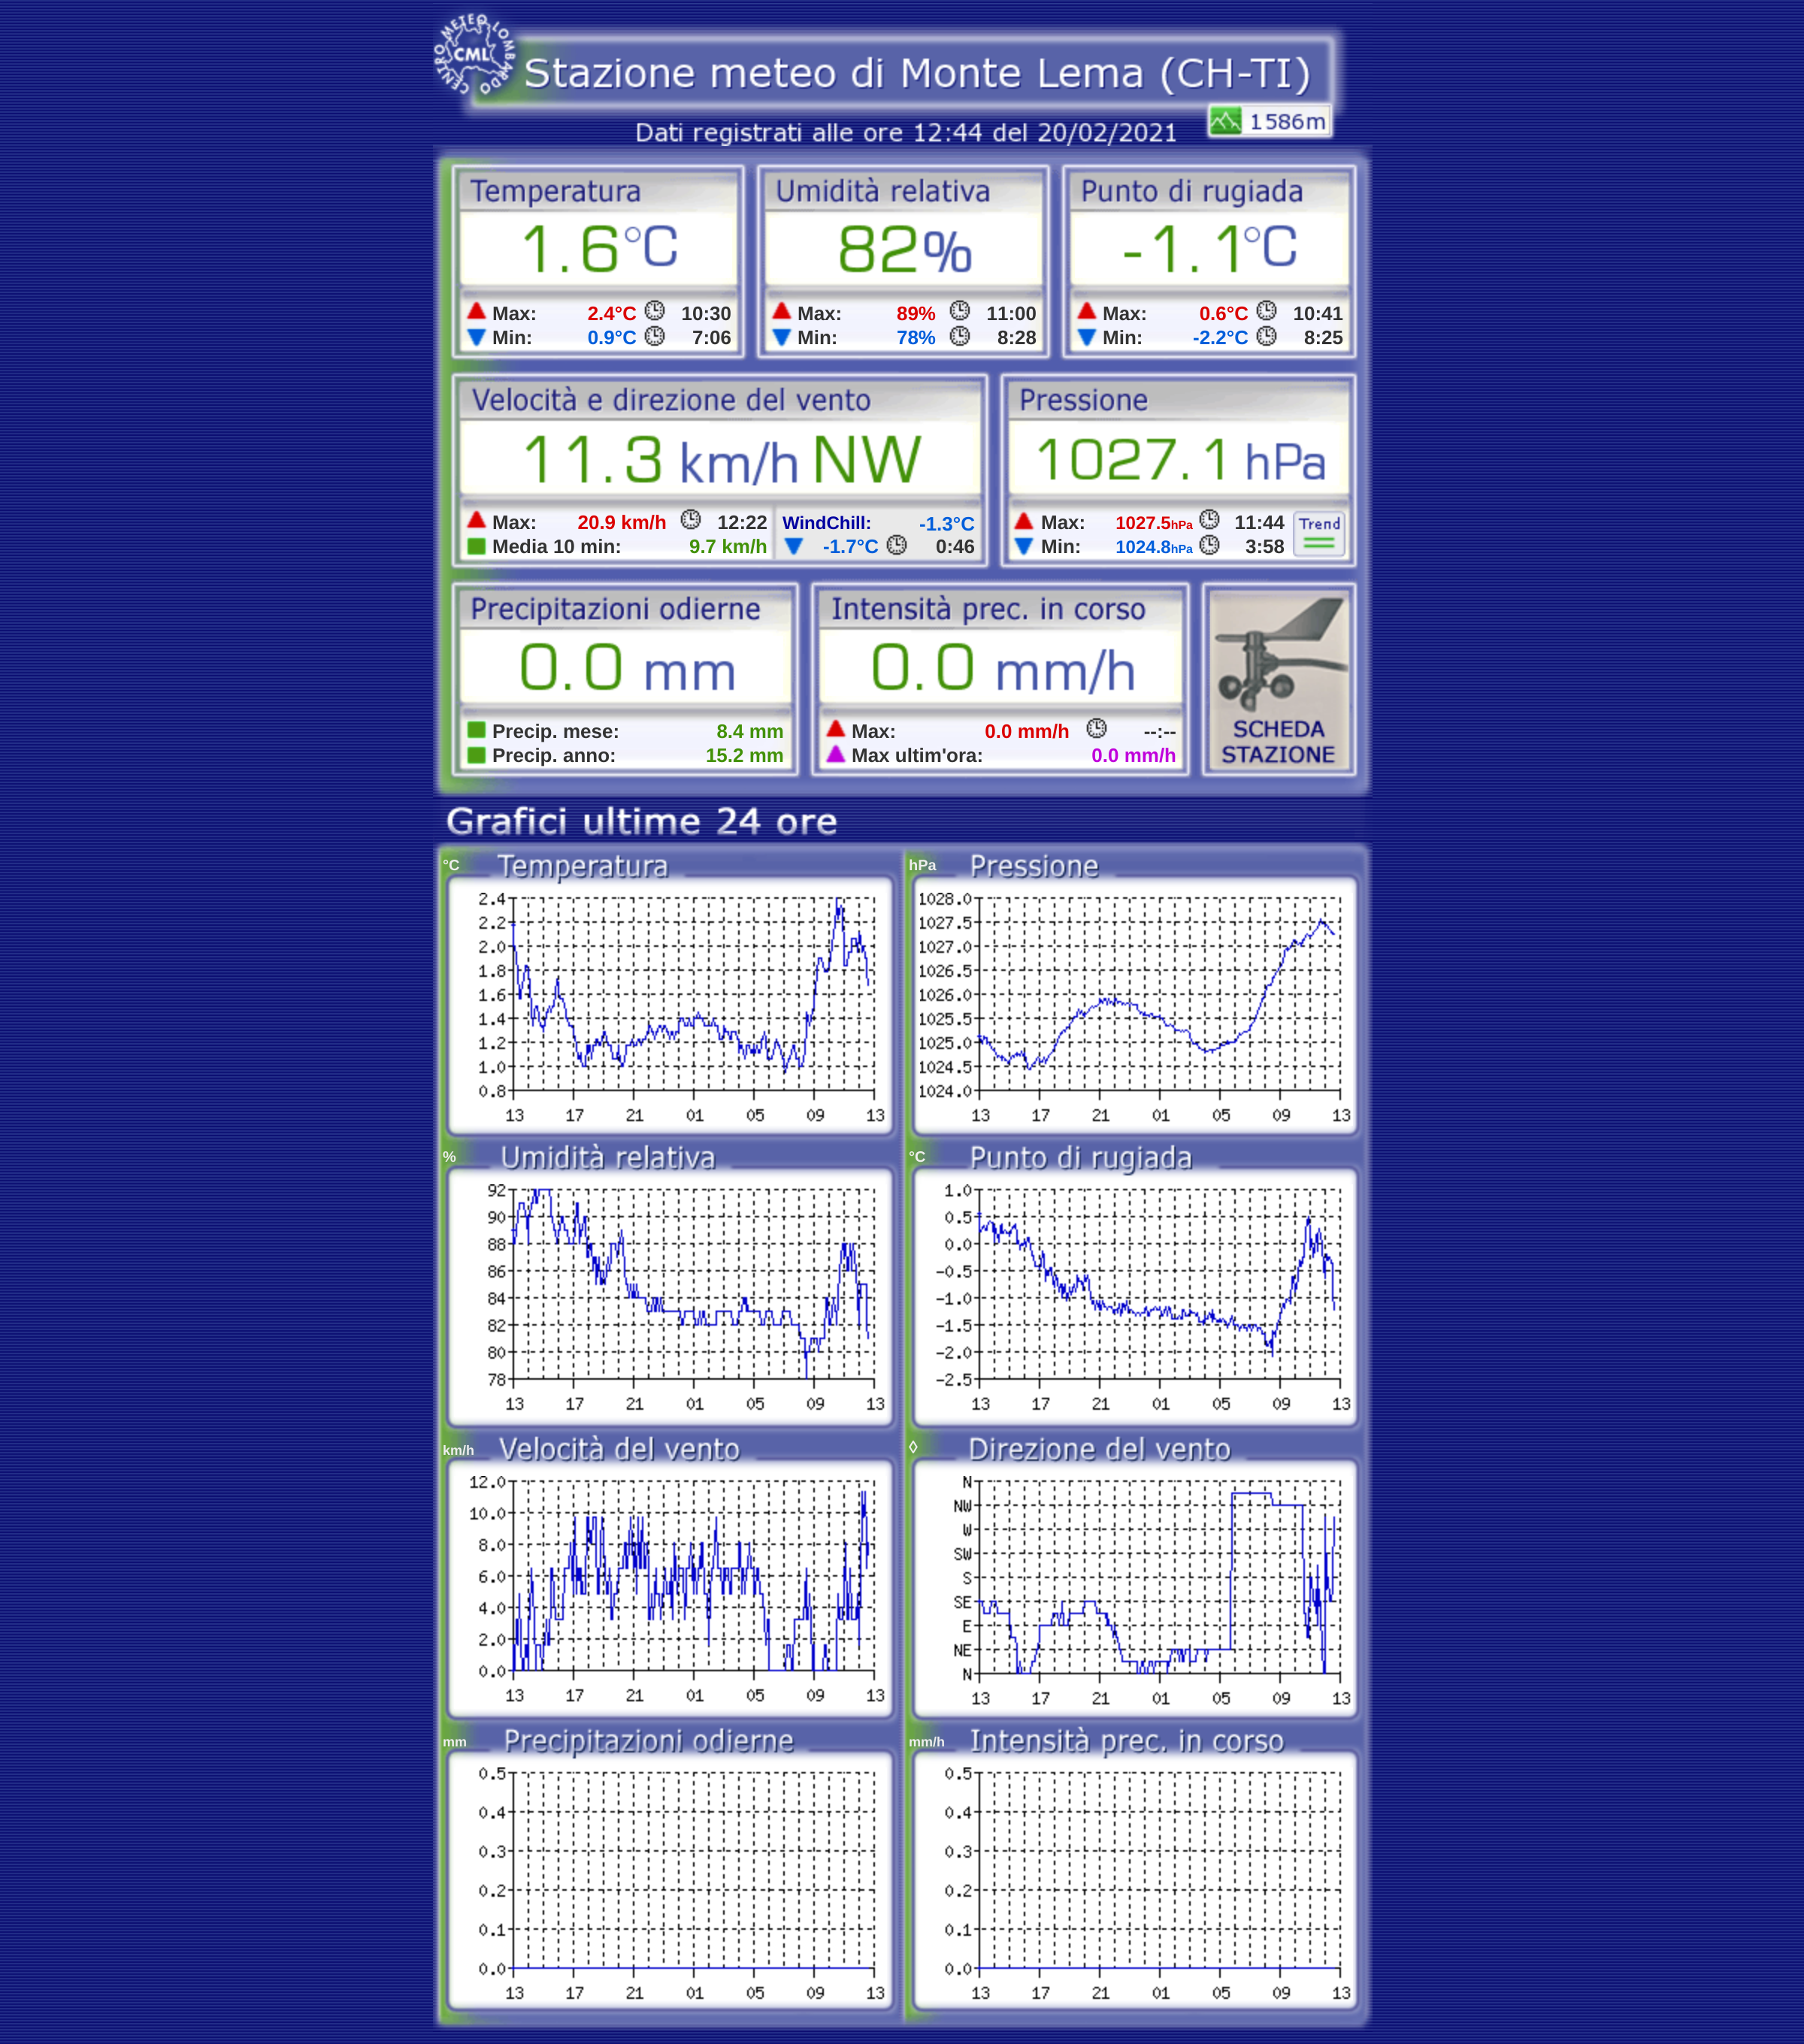 CENTRO METEO LOMBARDO
CML
Stazione meteo di Monte Lema (CH-TI)
1586m
Dati registrati alle ore 12:44 del 20/02/2021
Temperatura Umidità relativa Punto di rugiada
1.6°C 82% -1.1°C
Max: 2.4°C 10:30 Max: 89% 11:00 Max: 0.6°C 10:41
Min: 0.9°C 7:06 Min: 78% 8:28 Min: -2.2°C 8:25
Velocità e direzione del vento Pressione
11.3 km/h NW 1027.1 hPa
Max: 20.9 km/h 12:22 WindChill: -1.3°C Max: 1027.5hPa 11:44 Trend
Media 10 min: 9.7 km/h -1.7°C 0:46 Min: 1024.8hPa 3:58
Precipitazioni odierne Intensità prec. in corso
0.0 mm 0.0 mm/h
Precip. mese: 8.4 mm Max: 0.0 mm/h --:-- SCHEDA
Precip. anno: 15.2 mm Max ultim'ora: 0.0 mm/h STAZIONE
Grafici ultime 24 ore
°C Temperatura hPa Pressione
2.4 1028.0
2.2 1027.5
2.0 1027.0
1.8 1026.5
1.6 1026.0
1.4 1025.5
1.2 1025.0
1.0 1024.5
0.8 1024.0
13 17 21 01 05 09 13 13 17 21 01 05 09 13
% Umidità relativa °C Punto di rugiada
92 1.0
90 0.5
88 0.0
86 -0.5
84 -1.0
82 -1.5
80 -2.0
78 -2.5
13 17 21 01 05 09 13 13 17 21 01 05 09 13
km/h Velocità del vento ◊ Direzione del vento
12.0 N
10.0 NW
W
8.0 SW
6.0 S
4.0 SE
E
2.0 NE
0.0 N
13 17 21 01 05 09 13 13 17 21 01 05 09 13
mm Precipitazioni odierne mm/h Intensità prec. in corso
0.5 0.5
0.4 0.4
0.3 0.3
0.2 0.2
0.1 0.1
0.0 0.0
13 17 21 01 05 09 13 13 17 21 01 05 09 13